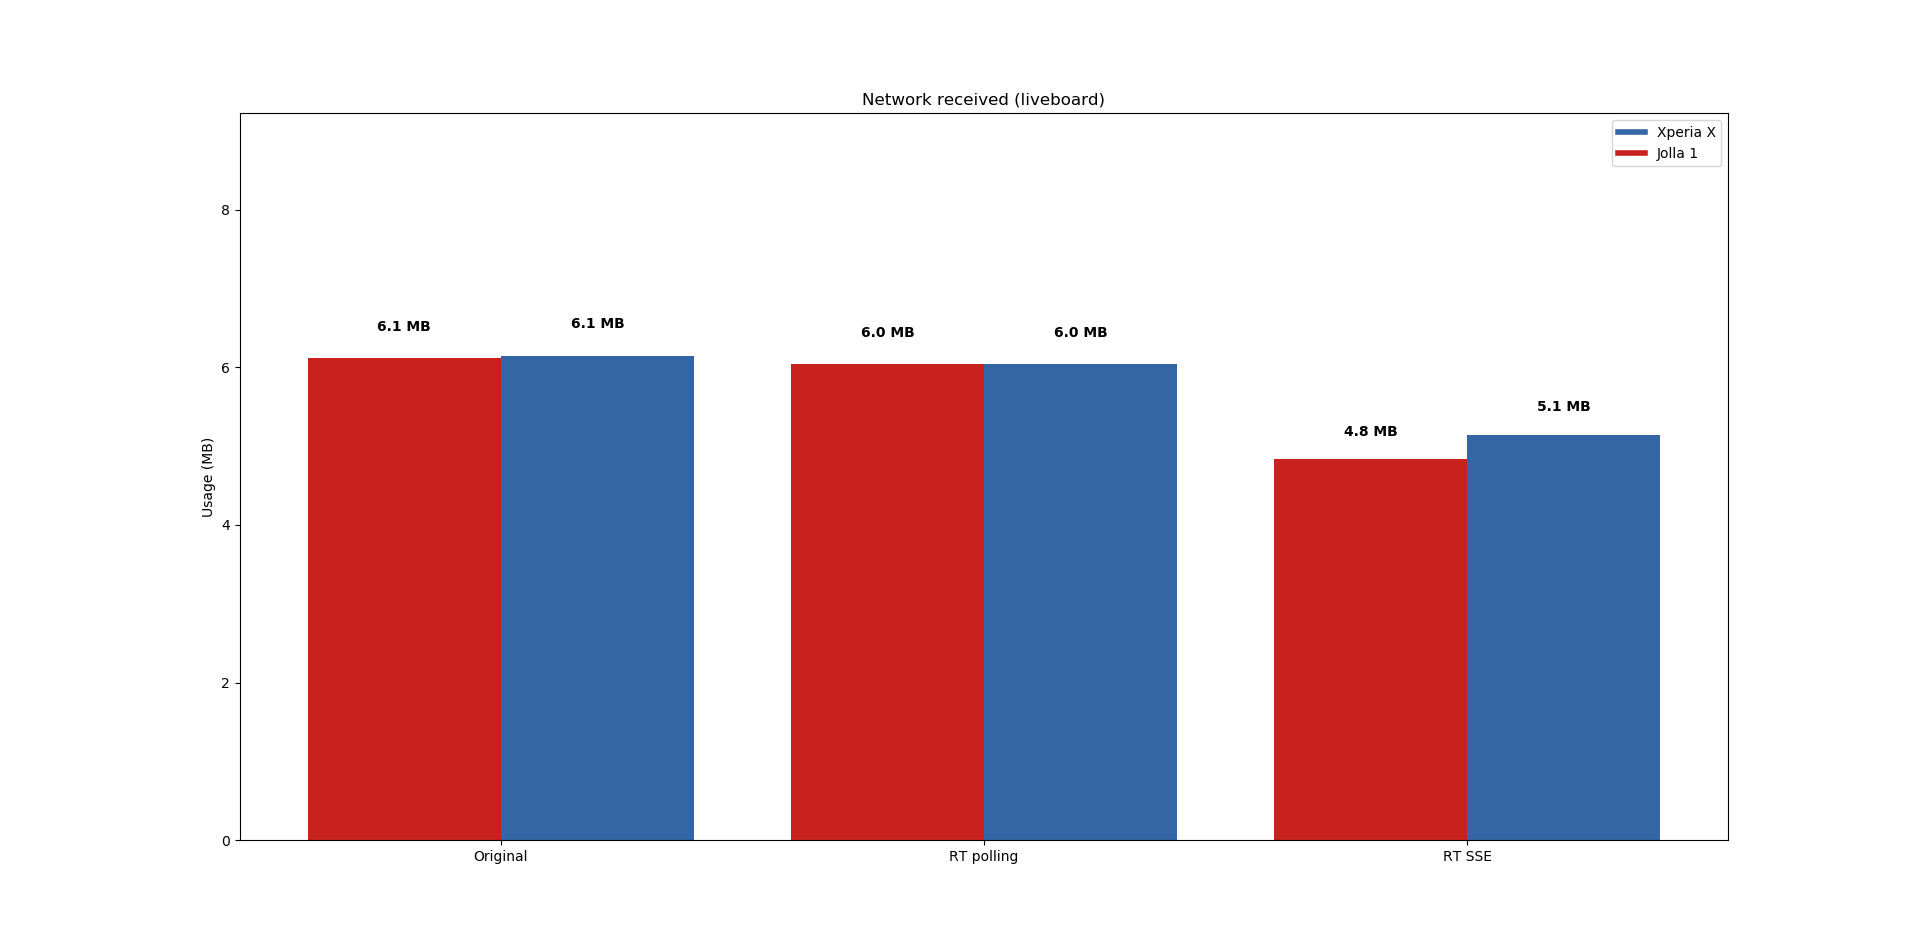 Network received (liveboard)
Xperia X
Jolla 1
Usage (MB)
8
6
4
2
0
6.1 MB
6.1 MB
6.0 MB
6.0 MB
4.8 MB
5.1 MB
Original
RT polling
RT SSE